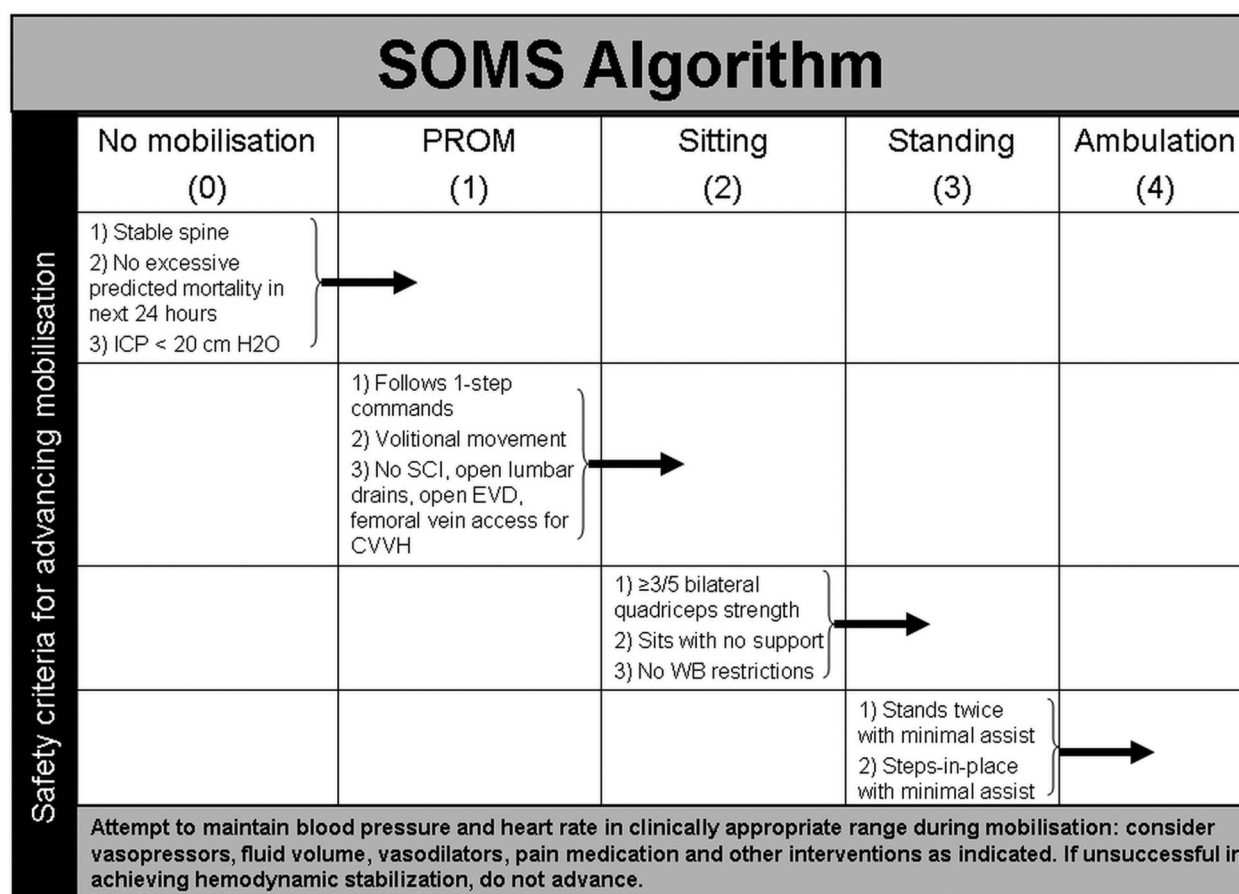 SOMS Algorithm
Safety criteria for advancing mobilisation
No mobilisation
(0)
PROM
(1)
Sitting
(2)
Standing
(3)
Ambulation
(4)
1) Stable spine
2) No excessive
predicted mortality in
next 24 hours
3) ICP < 20 cm H2O
1) Follows 1-step
commands
2) Volitional movement
3) No SCI, open lumbar
drains, open EVD,
femoral vein access for
CVVH
1) ≥3/5 bilateral
quadriceps strength
2) Sits with no support
3) No WB restrictions
1) Stands twice
with minimal assist
2) Steps-in-place
with minimal assist
Attempt to maintain blood pressure and heart rate in clinically appropriate range during mobilisation: consider
vasopressors, fluid volume, vasodilators, pain medication and other interventions as indicated. If unsuccessful in
achieving hemodynamic stabilization, do not advance.